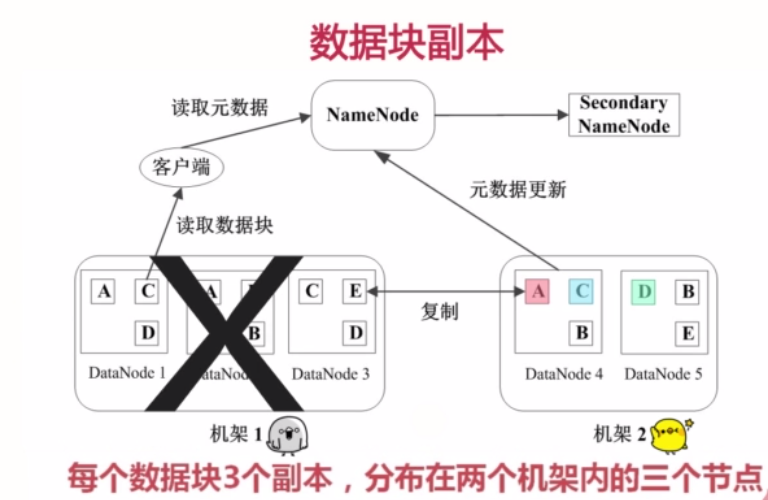 数据块副本
读取元数据
NameNode
Secondary
NameNode
客户端
元数据更新
读取数据块
A C
A
C E
A C
D B
D
B
D
B
E
复制
DataNode 1
DataNode 3
DataNode 4
DataNode 5
机架 1
机架 2
每个数据块3个副本，分布在两个机架内的三个节点